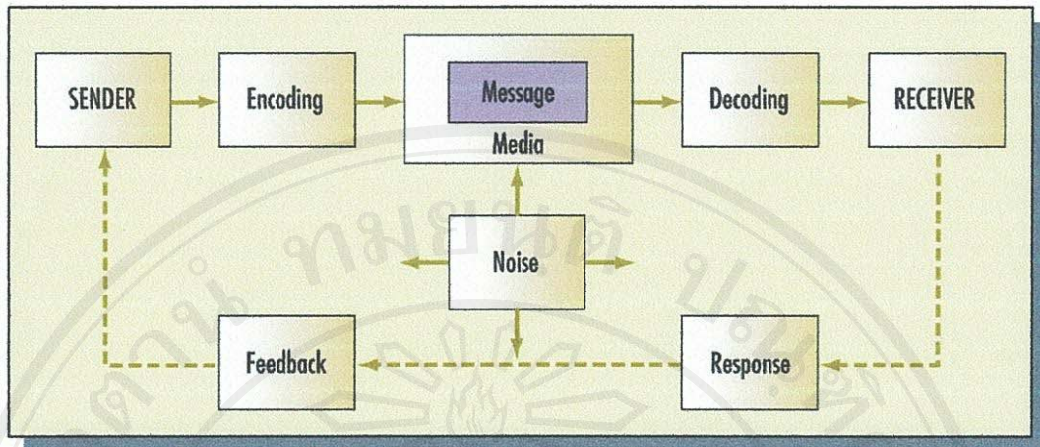 SENDER
Encoding
Message
Media
Decoding
RECEIVER
Noise
Feedback
Response